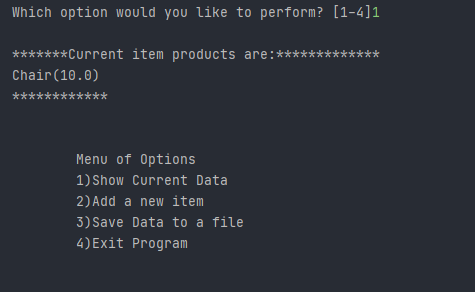 Which option would you like to perform? [1-4]1
*******Current item products are:*************
Chair(10.0)
************
Menu of Options
1)Show Current Data
2)Add a new item
3)Save Data to a file
4)Exit Program